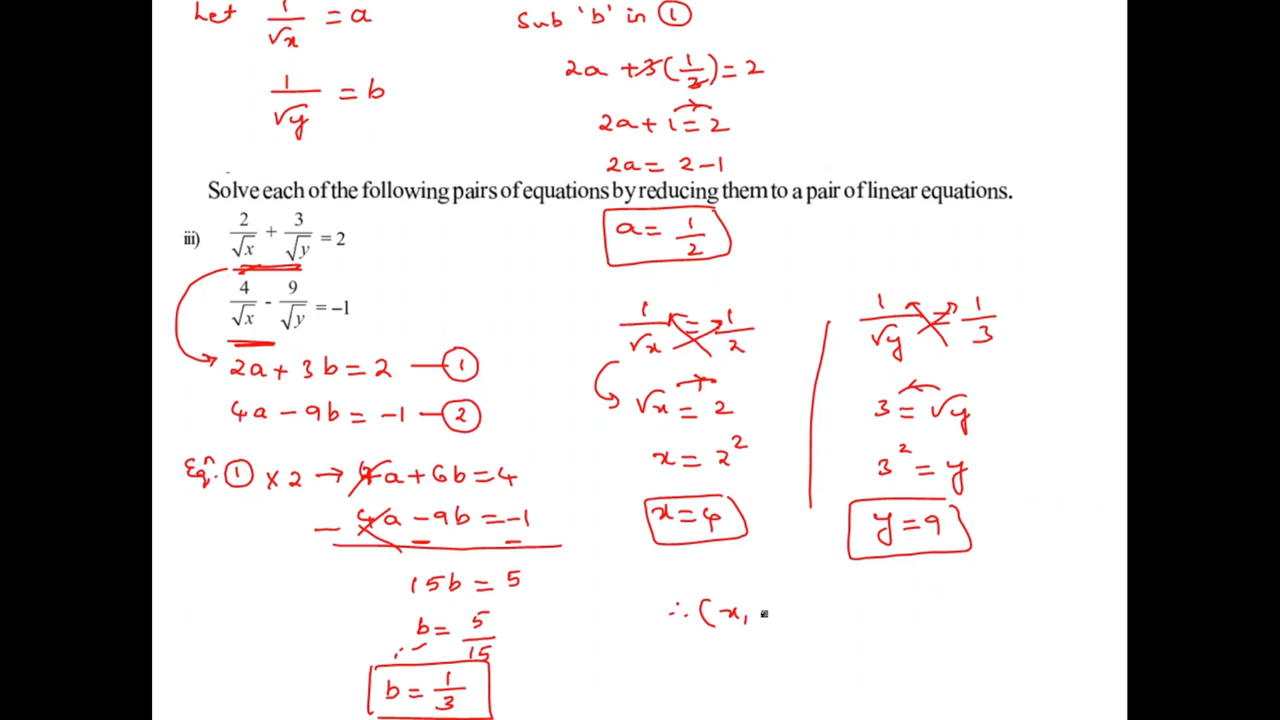 Let 1/√x = a
1/√y = b
Solve each of the following pairs of equations by reducing them to a pair of linear equations.
iii) 2/√x + 3/√y = 2
4/√x - 9/√y = -1
2a + 3b = 2 — ①
4a - 9b = -1 — ②
Eqn. ① × 2 → 4a + 6b = 4
- 4a - 9b = -1
15b = 5
b = 5/15
b = 1/3
Sub 'b' in ①
2a + 3(1/3) = 2
2a + 1 = 2
2a = 2 - 1
a = 1/2
1/√x = 1/2
√x = 2
x = 2²
x = 4
1/√y = 1/3
3 = √y
3² = y
y = 9
∴ (x,